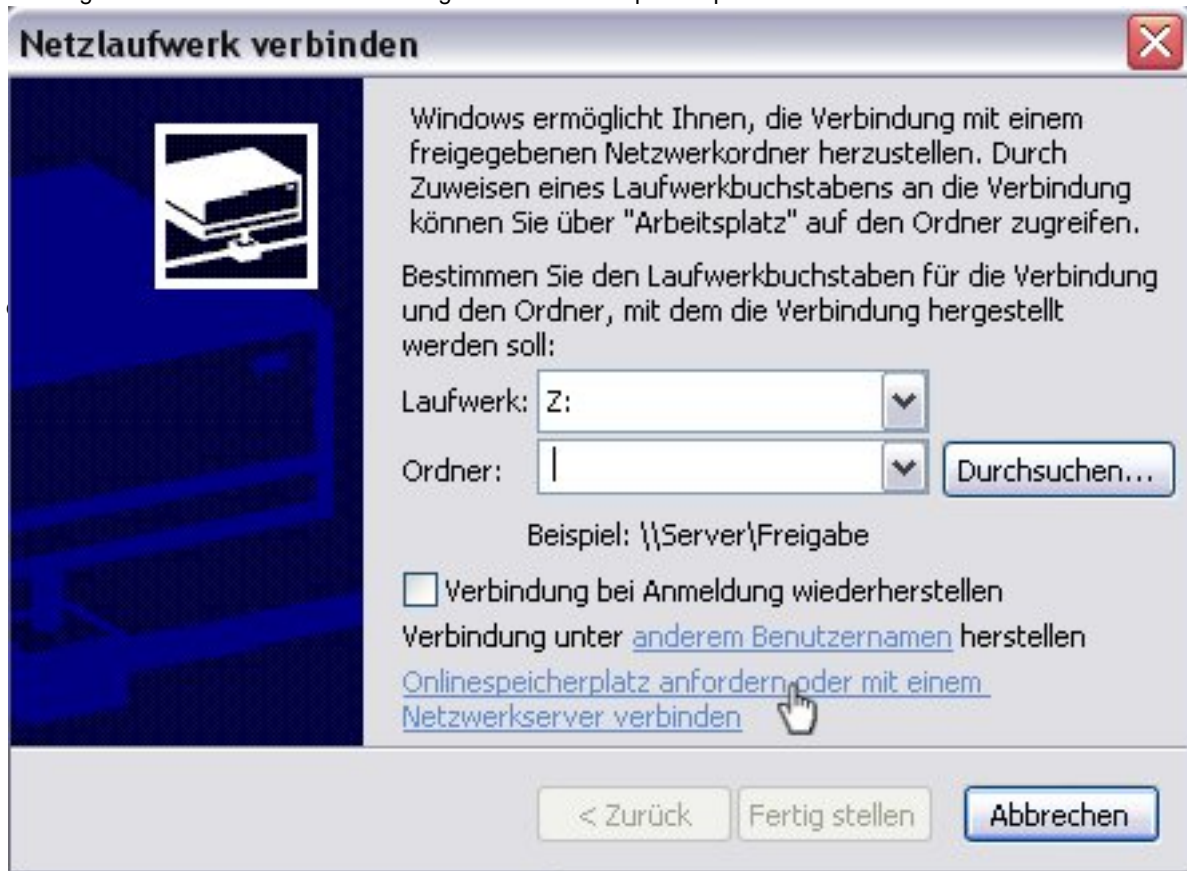 Netzlaufwerk verbinden
Windows ermöglicht Ihnen, die Verbindung mit einem
freigegebenen Netzwerkordner herzustellen. Durch
Zuweisen eines Laufwerkbuchstabens an die Verbindung
können Sie über "Arbeitsplatz" auf den Ordner zugreifen.
Bestimmen Sie den Laufwerkbuchstaben für die Verbindung
und den Ordner, mit dem die Verbindung hergestellt
werden soll:
Laufwerk: Z:
Ordner: Durchsuchen...
Beispiel: \\Server\Freigabe
Verbindung bei Anmeldung wiederherstellen
Verbindung unter anderem Benutzernamen herstellen
Onlinespeicherplatz anfordern oder mit einem
Netzwerkserver verbinden
< Zurück Fertig stellen Abbrechen